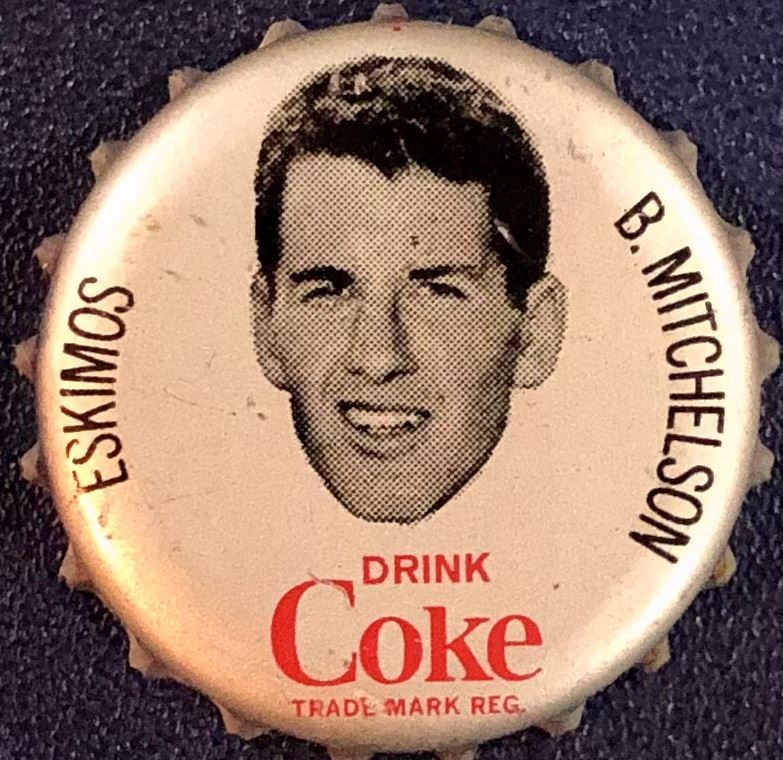 ESKIMOS
B. MITCHELSON
DRINK
Coke
TRADE MARK REG.